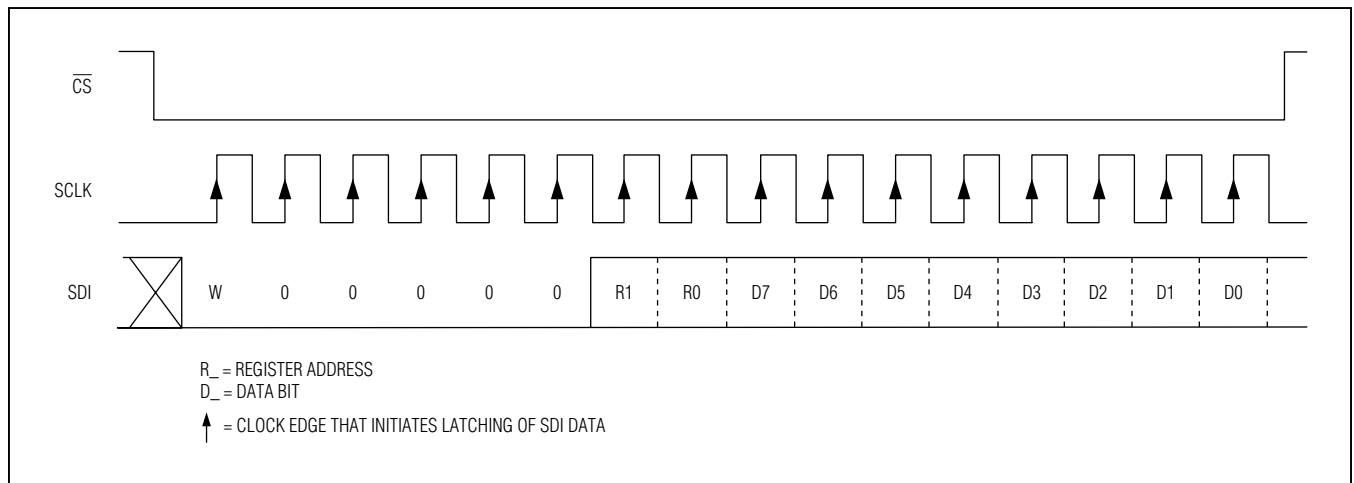 CS
SCLK
SDI W 0 0 0 0 0 R1 R0 D7 D6 D5 D4 D3 D2 D1 D0
R_ = REGISTER ADDRESS
D_ = DATA BIT
= CLOCK EDGE THAT INITIATES LATCHING OF SDI DATA